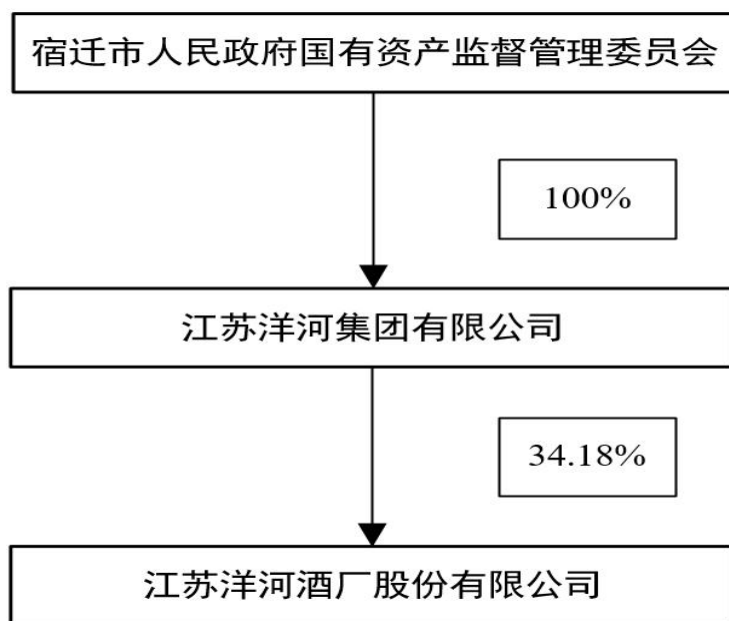 宿迁市人民政府国有资产监督管理委员会
100%
江苏洋河集团有限公司
34.18%
江苏洋河酒厂股份有限公司